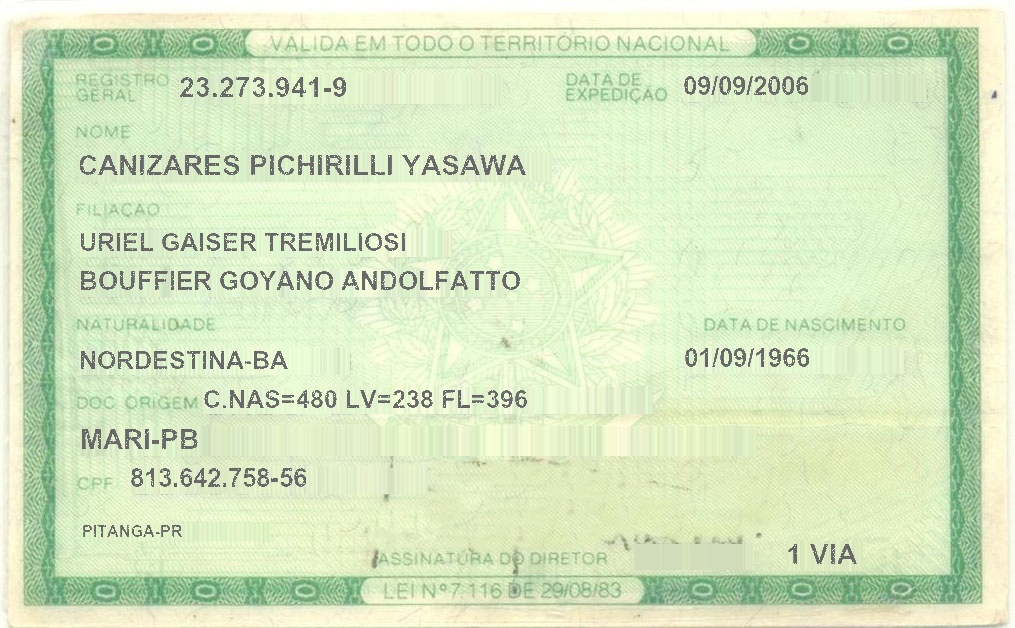 VÁLIDA EM TODO O TERRITÓRIO NACIONAL
REGISTRO GERAL 23.273.941-9 DATA DE EXPEDIÇÃO 09/09/2006
NOME
CANIZARES PICHIRILLI YASAWA
FILIAÇÃO
URIEL GAISER TREMILIOSI
BOUFFIER GOYANO ANDOLFATTO
NATURALIDADE DATA DE NASCIMENTO
NORDESTINA-BA 01/09/1966
DOC ORIGEM C.NAS=480 LV=238 FL=396
MARI-PB
CPF 813.642.758-56
PITANGA-PR
ASSINATURA DO DIRETOR 1 VIA
LEI Nº 7.116 DE 29/08/83